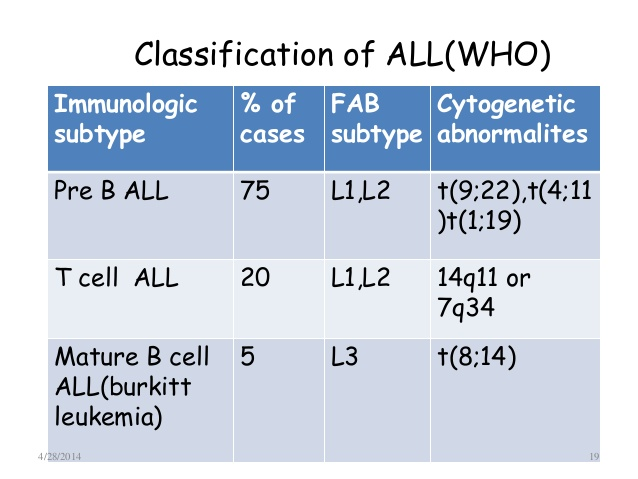 Classification of ALL(WHO)
Immunologic subtype | % of cases | FAB subtype | Cytogenetic abnormalites
Pre B ALL | 75 | L1,L2 | t(9;22),t(4;11)t(1;19)
T cell  ALL | 20 | L1,L2 | 14q11 or 7q34
Mature B cell ALL(burkitt leukemia) | 5 | L3 | t(8;14)
4/28/2014
19